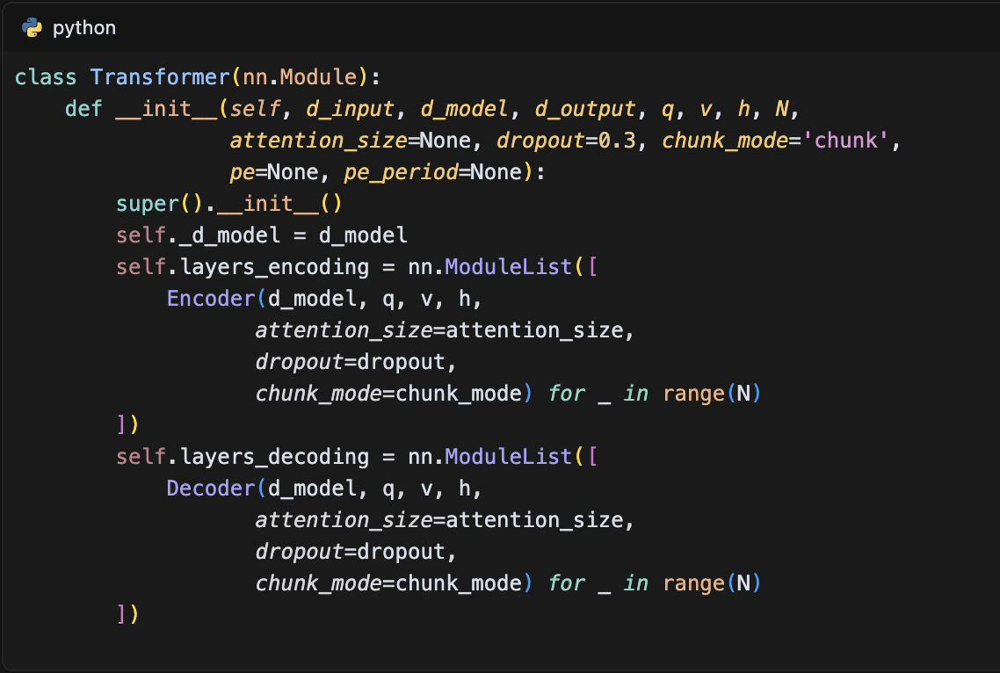 python
class Transformer(nn.Module):
    def __init__(self, d_input, d_model, d_output, q, v, h, N,
                 attention_size=None, dropout=0.3, chunk_mode='chunk',
                 pe=None, pe_period=None):
        super().__init__()
        self._d_model = d_model
        self.layers_encoding = nn.ModuleList([
            Encoder(d_model, q, v, h,
                   attention_size=attention_size,
                   dropout=dropout,
                   chunk_mode=chunk_mode) for _ in range(N)
        ])
        self.layers_decoding = nn.ModuleList([
            Decoder(d_model, q, v, h,
                   attention_size=attention_size,
                   dropout=dropout,
                   chunk_mode=chunk_mode) for _ in range(N)
        ])